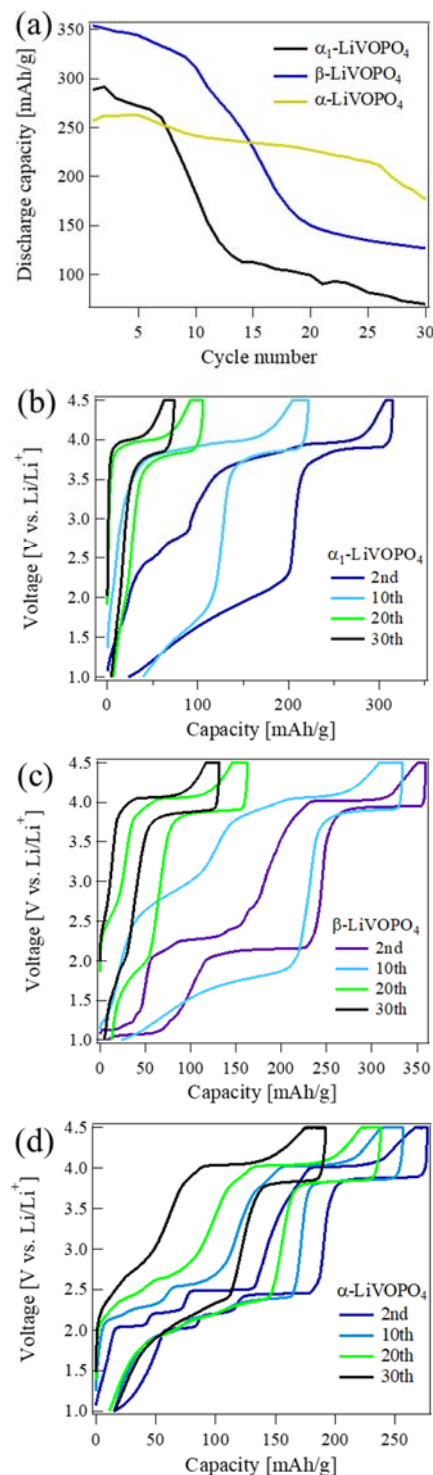 (a)
350
300
250
200
150
100
Discharge capacity [mAh/g]
α₁-LiVOPO₄
β-LiVOPO₄
α-LiVOPO₄
5 10 15 20 25 30
Cycle number
(b)
4.5
4.0
3.5
3.0
2.5
2.0
1.5
1.0
Voltage [V vs. Li/Li⁺]
α₁-LiVOPO₄
2nd
10th
20th
30th
0 100 200 300
Capacity [mAh/g]
(c)
4.5
4.0
3.5
3.0
2.5
2.0
1.5
1.0
Voltage [V vs. Li/Li⁺]
β-LiVOPO₄
2nd
10th
20th
30th
0 50 100 150 200 250 300 350
Capacity [mAh/g]
(d)
4.5
4.0
3.5
3.0
2.5
2.0
1.5
1.0
Voltage [V vs. Li/Li⁺]
α-LiVOPO₄
2nd
10th
20th
30th
0 50 100 150 200 250
Capacity [mAh/g]